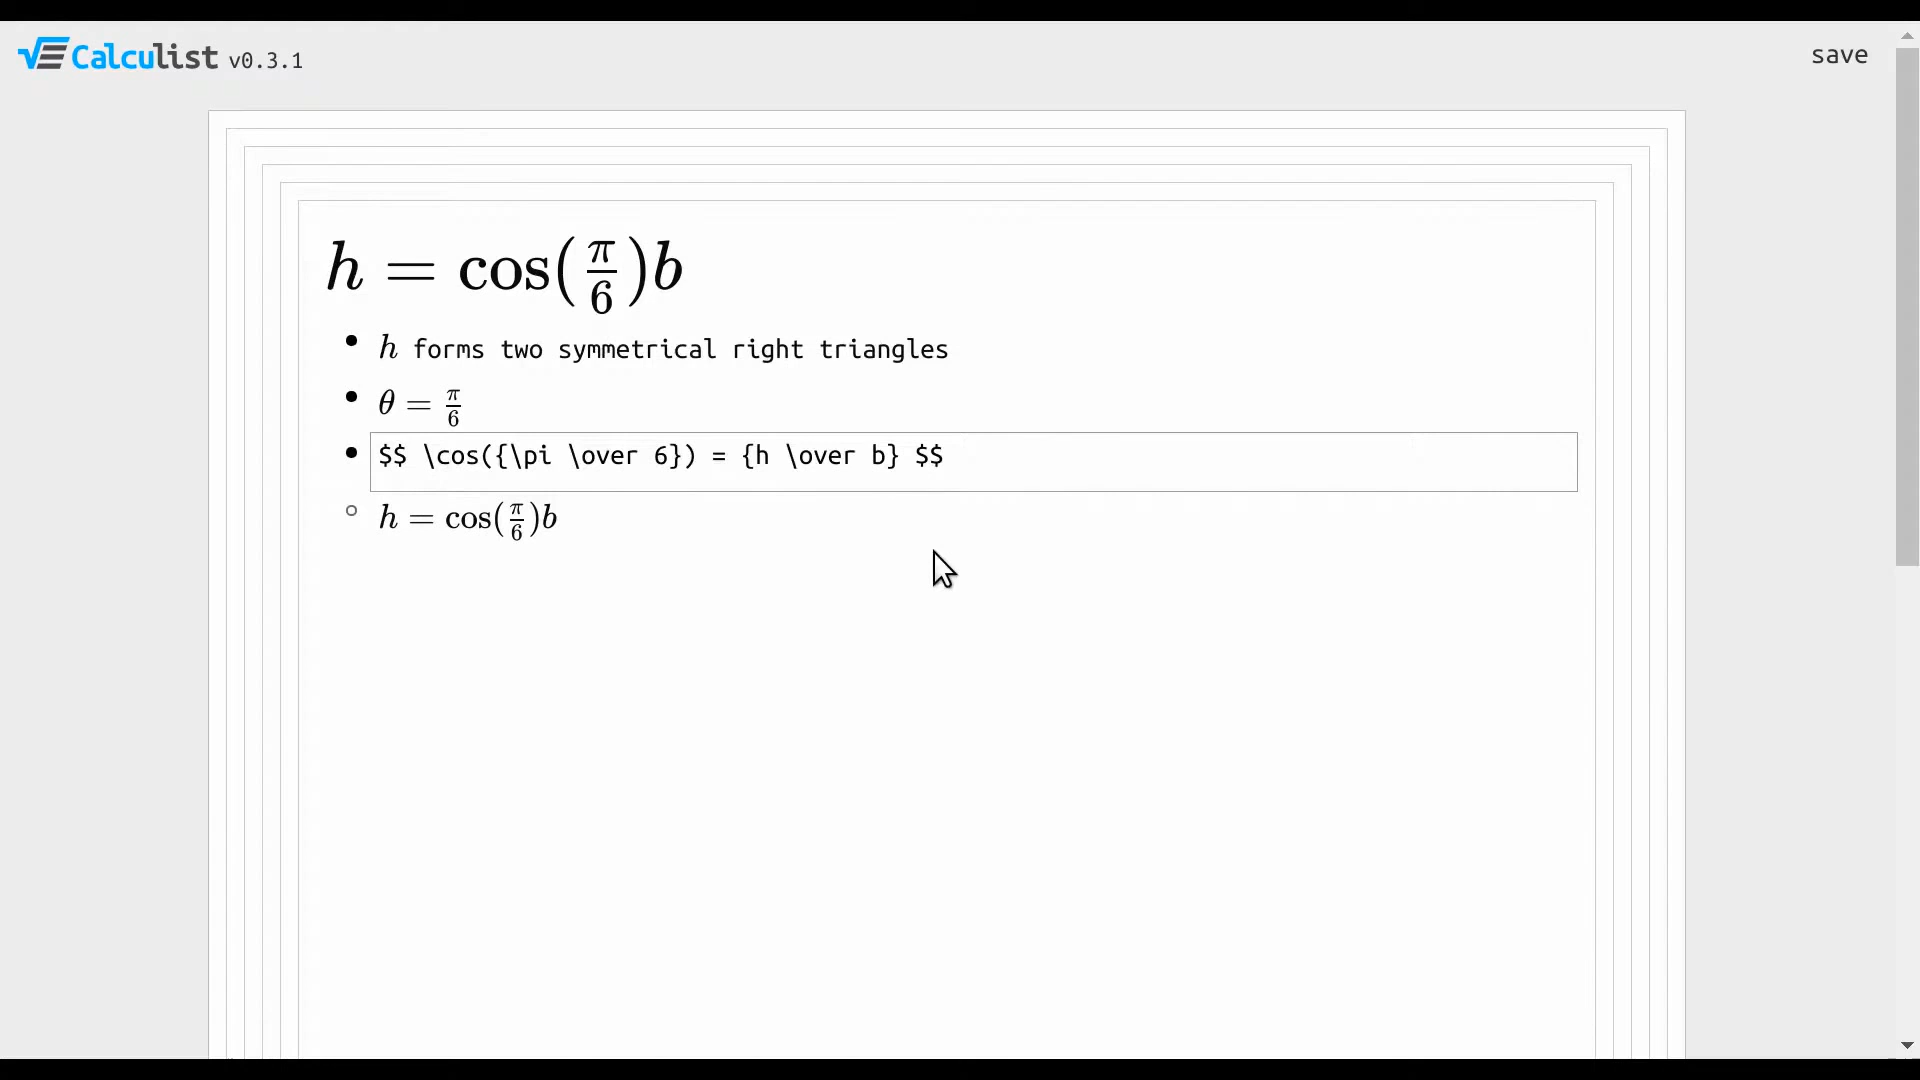 Calculist v0.3.1
save
h = cos(π/6)b
h forms two symmetrical right triangles
θ = π/6
$$ \cos({\pi \over 6}) = {h \over b} $$
h = cos(π/6)b